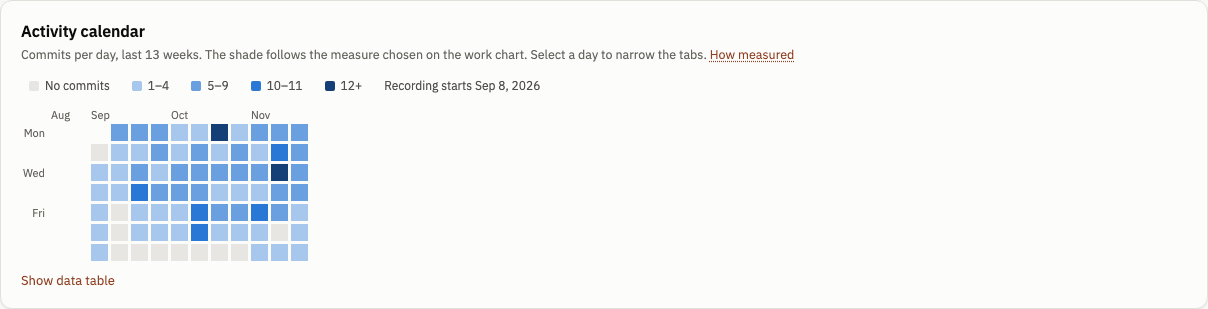 Activity calendar
Commits per day, last 13 weeks. The shade follows the measure chosen on the work chart. Select a day to narrow the tabs. How measured
No commits 1–4 5–9 10–11 12+ Recording starts Sep 8, 2026
Aug Sep Oct Nov
Mon
Wed
Fri
Show data table